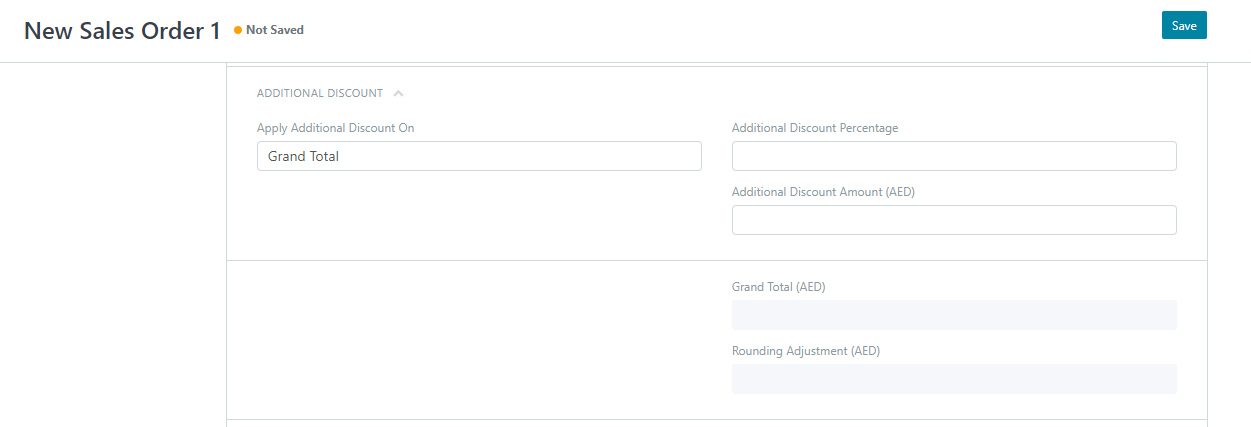 New Sales Order 1
Not Saved
Save
ADDITIONAL DISCOUNT
Apply Additional Discount On
Grand Total
Additional Discount Percentage
Additional Discount Amount (AED)
Grand Total (AED)
Rounding Adjustment (AED)